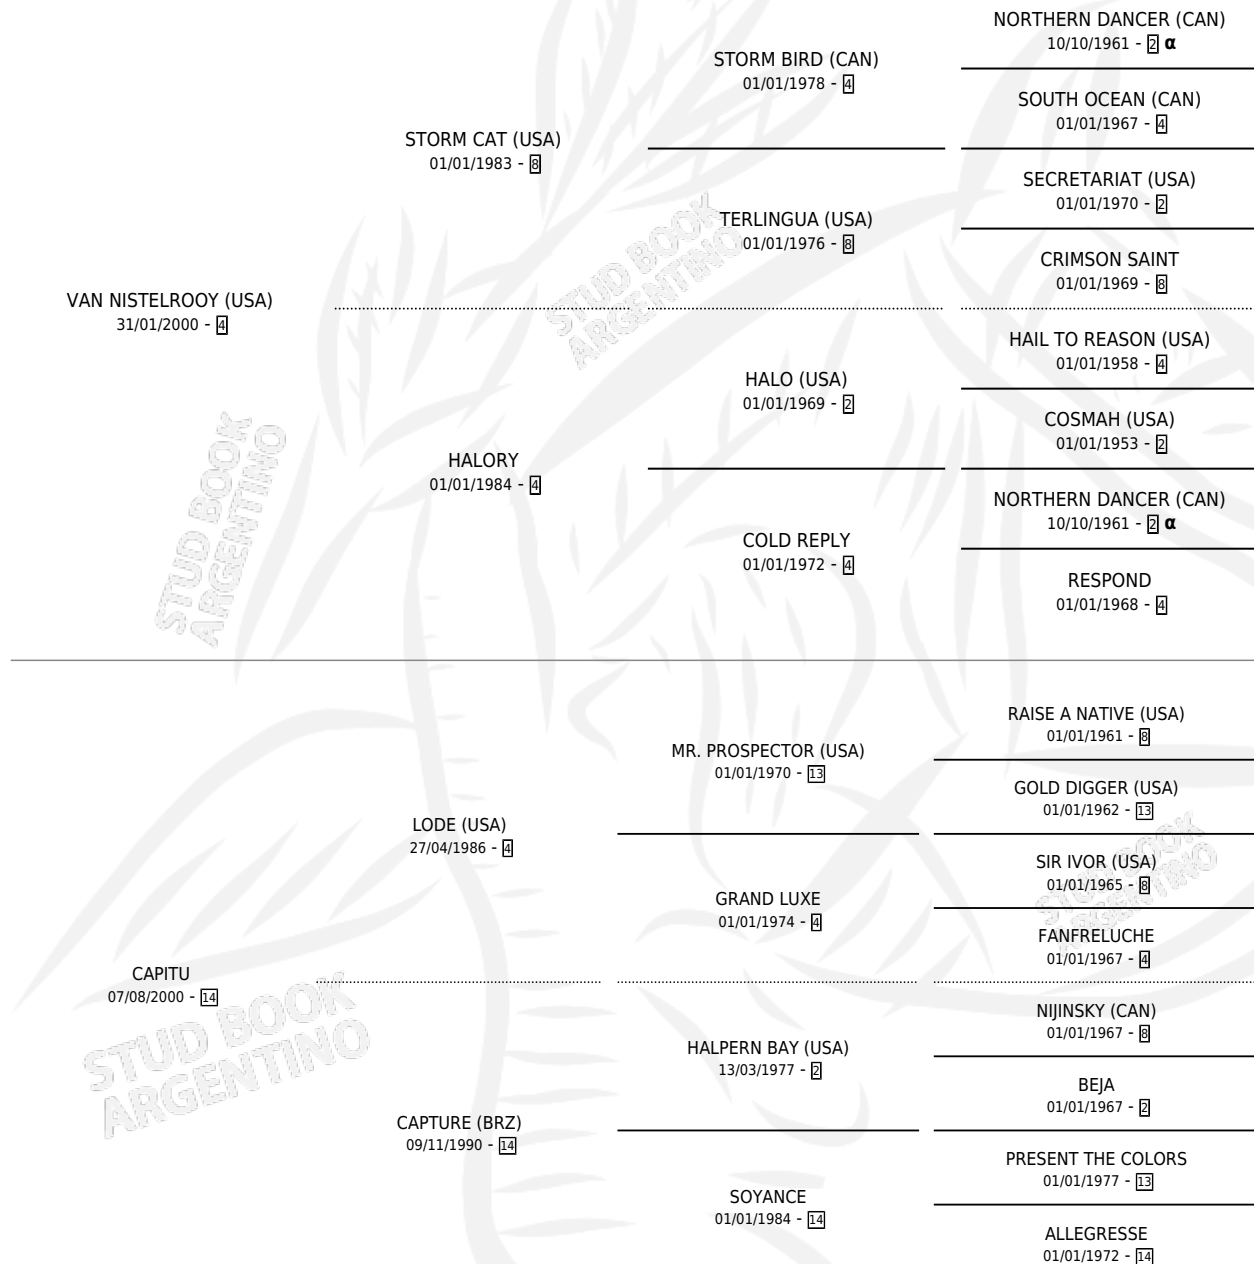 NORTHERN DANCER (CAN)
10/10/1961 - 2 α
STORM BIRD (CAN)
01/01/1978 - 4
SOUTH OCEAN (CAN)
01/01/1967 - 4
STORM CAT (USA)
01/01/1983 - 8
SECRETARIAT (USA)
01/01/1970 - 2
TERLINGUA (USA)
01/01/1976 - 8
CRIMSON SAINT
01/01/1969 - 8
VAN NISTELROOY (USA)
31/01/2000 - 4
HAIL TO REASON (USA)
01/01/1958 - 4
HALO (USA)
01/01/1969 - 2
COSMAH (USA)
01/01/1953 - 2
HALORY
01/01/1984 - 4
NORTHERN DANCER (CAN)
10/10/1961 - 2 α
COLD REPLY
01/01/1972 - 4
RESPOND
01/01/1968 - 4
RAISE A NATIVE (USA)
01/01/1961 - 8
MR. PROSPECTOR (USA)
01/01/1970 - 13
GOLD DIGGER (USA)
01/01/1962 - 13
LODE (USA)
27/04/1986 - 4
SIR IVOR (USA)
01/01/1965 - 8
GRAND LUXE
01/01/1974 - 4
FANFRELUCHE
01/01/1967 - 4
CAPITU
07/08/2000 - 14
NIJINSKY (CAN)
01/01/1967 - 8
HALPERN BAY (USA)
13/03/1977 - 2
BEJA
01/01/1967 - 2
CAPTURE (BRZ)
09/11/1990 - 14
PRESENT THE COLORS
01/01/1977 - 13
SOYANCE
01/01/1984 - 14
ALLEGRESSE
01/01/1972 - 14
STUD BOOK
ARGENTINO
STUD BOOK
ARGENTINO
STUD BOOK
ARGENTINO
STUD BOOK
ARGENTINO